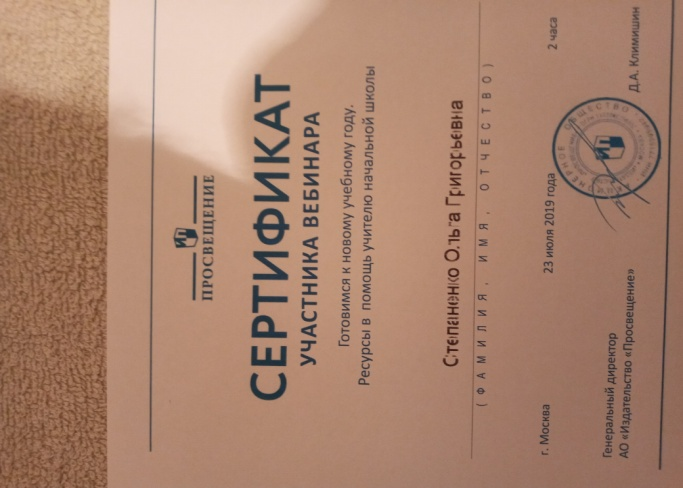 ПРОСВЕЩЕНИЕ
СЕРТИФИКАТ
УЧАСТНИКА ВЕБИНАРА
Готовимся к новому учебному году.
Ресурсы в помощь учителю начальной школы
Степаненко Ольга Григорьевна
(ФАМИЛИЯ, ИМЯ, ОТЧЕСТВО)
г. Москва 23 июля 2019 года 2 часа
Генеральный директор
АО «Издательство «Просвещение» Д.А. Климишин
ОБЩЕСТВО